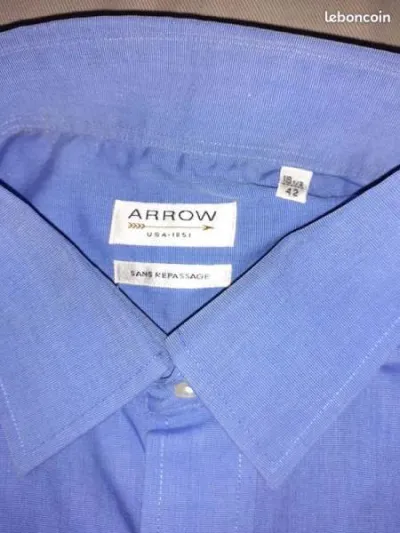 leboncoin
ARROW
USA-1851
SANS REPASSAGE
42